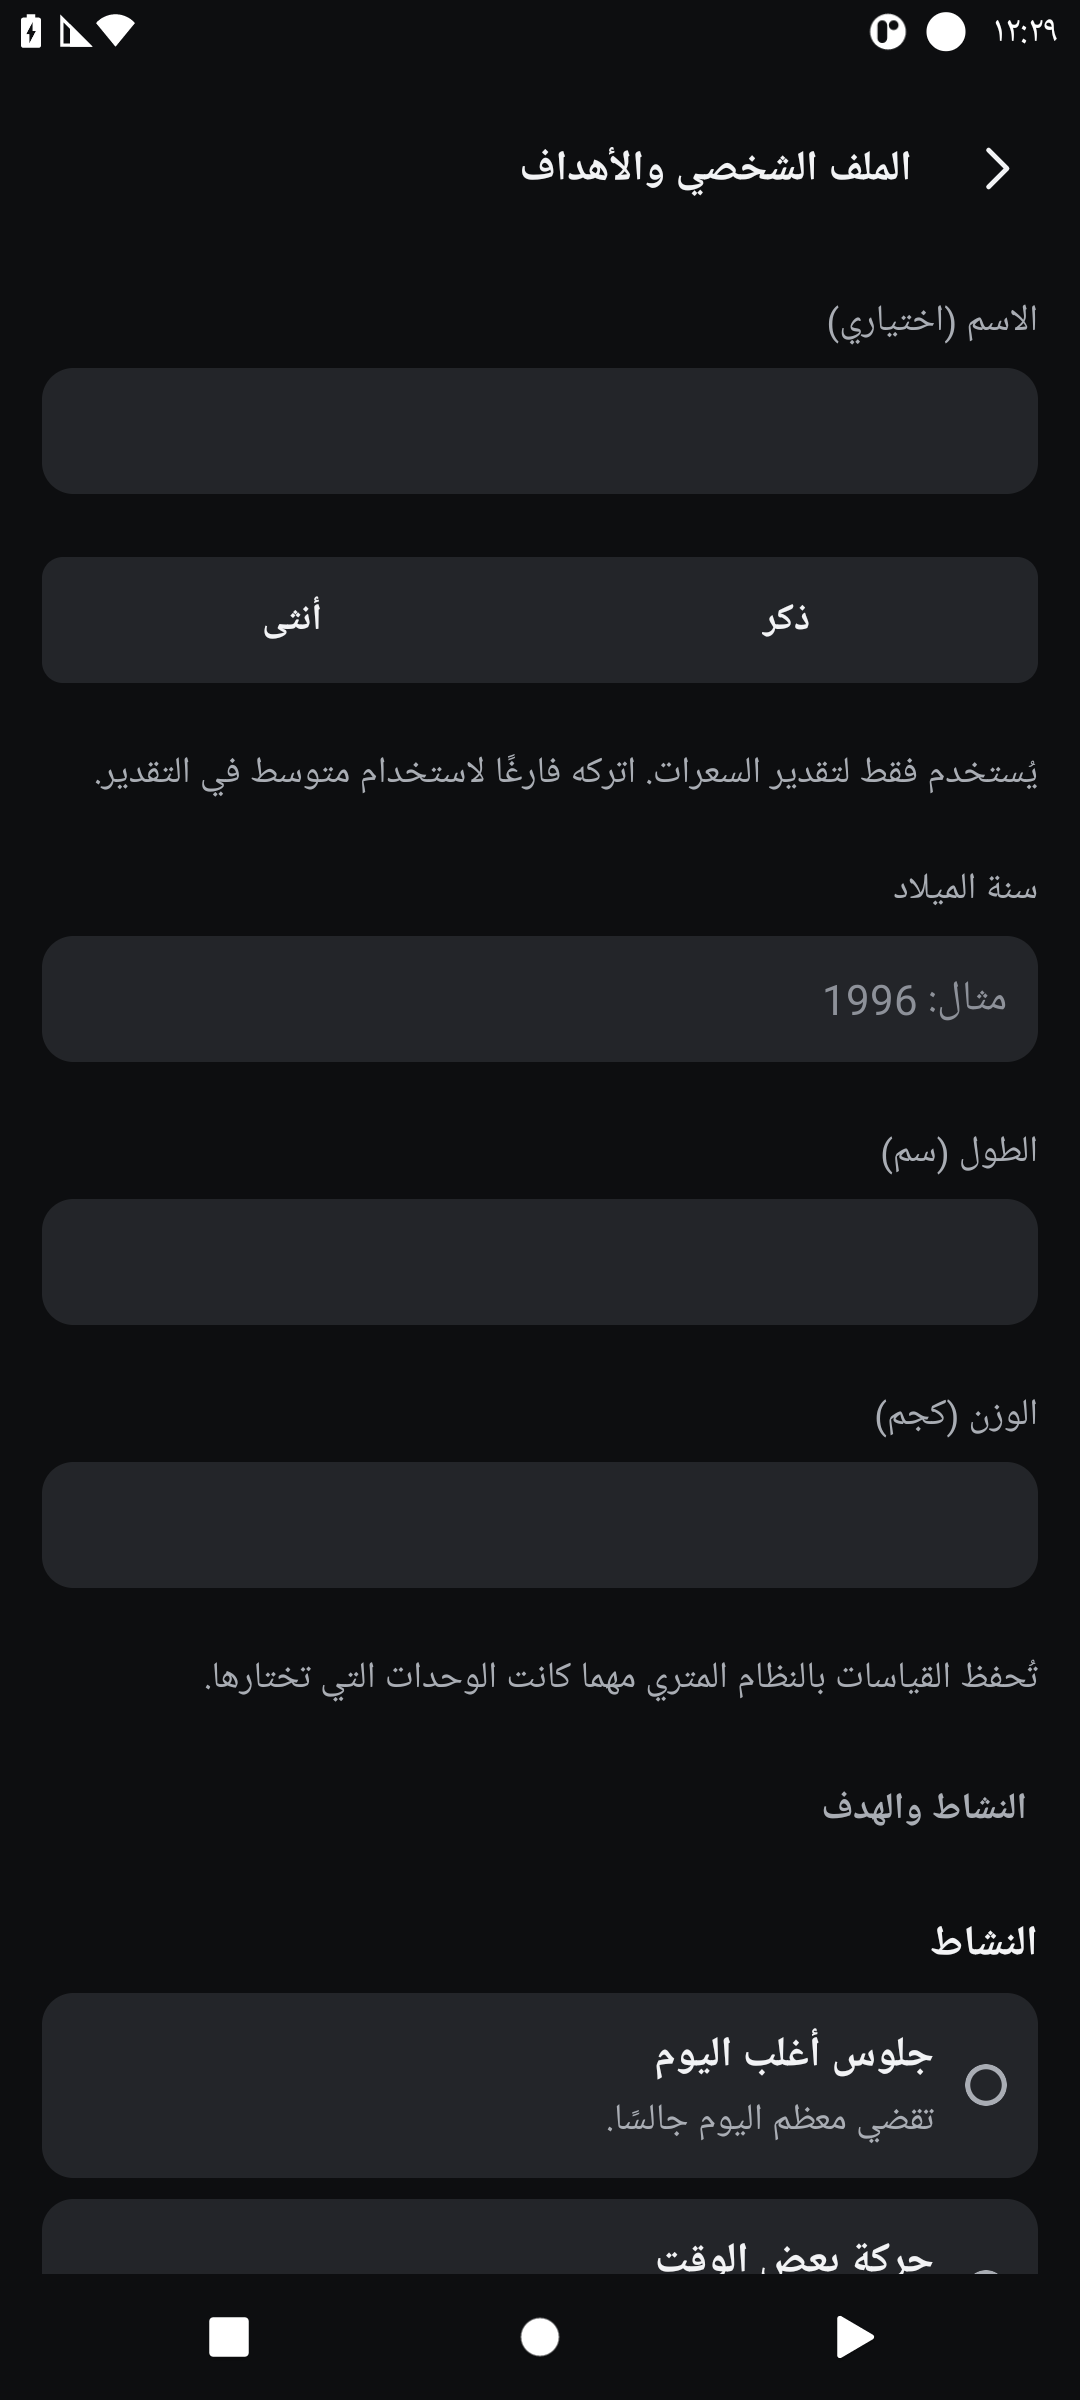 ١٢:٢٩
الملف الشخصي والأهداف
الاسم (اختياري)
ذكر
أنثى
يُستخدم فقط لتقدير السعرات. اتركه فارغًا لاستخدام متوسط في التقدير.
سنة الميلاد
مثال: 1996
الطول (سم)
الوزن (كجم)
تُحفظ القياسات بالنظام المتري مهما كانت الوحدات التي تختارها.
النشاط والهدف
النشاط
جلوس أغلب اليوم
تقضي معظم اليوم جالسًا.
حركة بعض الوقت